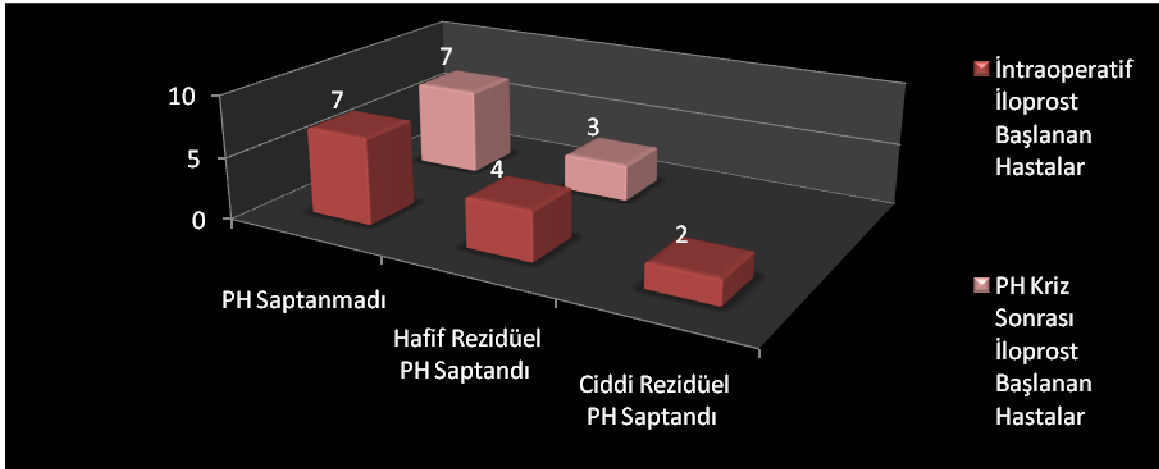 10
5
0
7
7
4
3
2
PH Saptanmadı
Hafif Rezidüel
PH Saptandı
Ciddi Rezidüel
PH Saptandı
İntraoperatif
İloprost
Başlanan
Hastalar
PH Kriz
Sonrası
İloprost
Başlanan
Hastalar